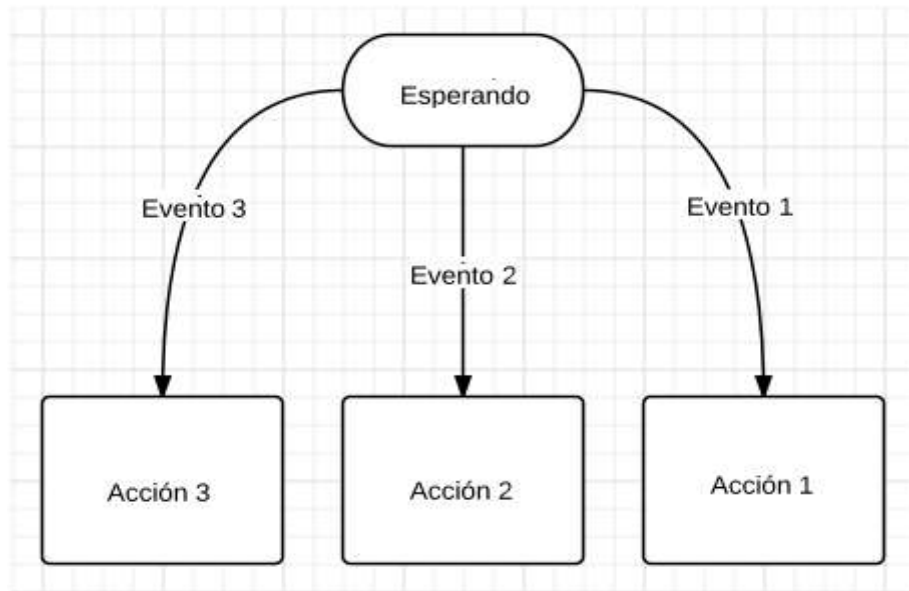 Esperando
Evento 3
Evento 1
Evento 2
Acción 3
Acción 2
Acción 1